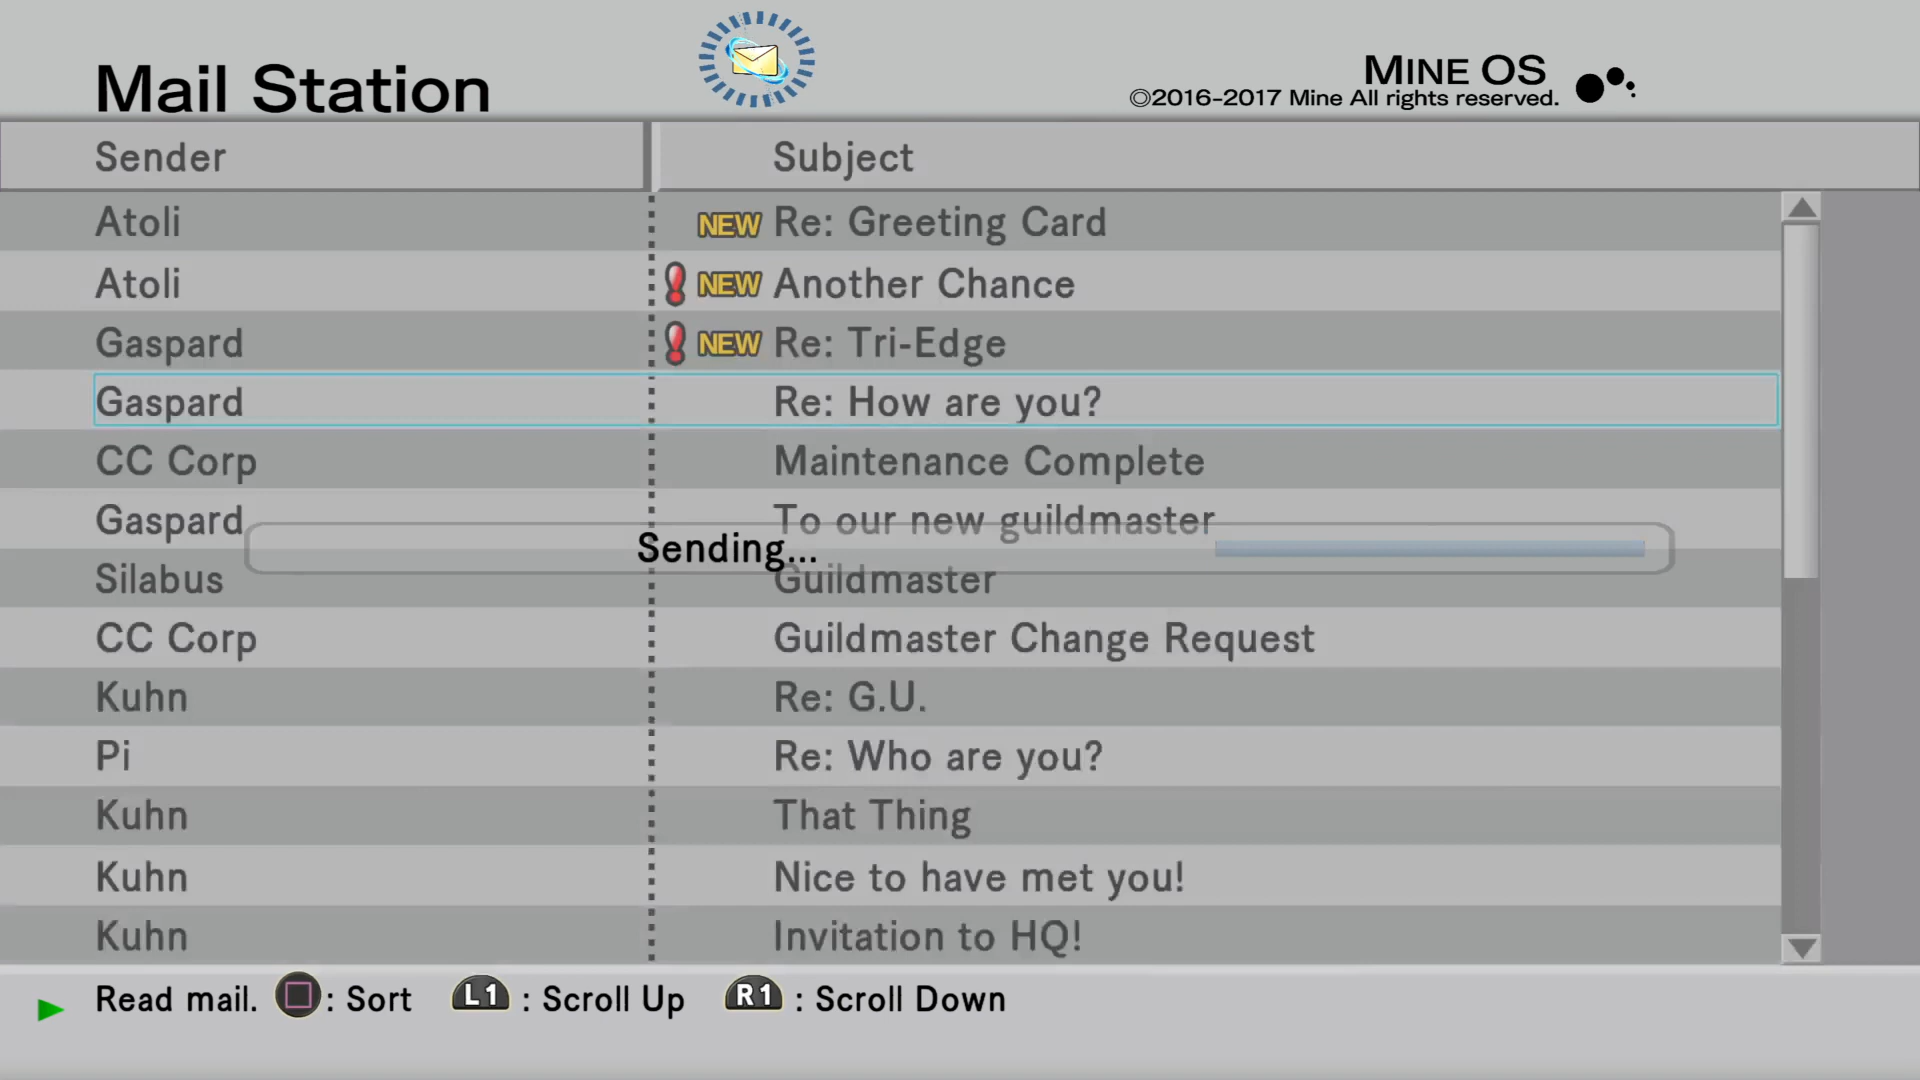 Mail Station
MINE OS
©2016-2017 Mine All rights reserved.
Sender Subject
Atoli NEW Re: Greeting Card
Atoli NEW Another Chance
Gaspard NEW Re: Tri-Edge
Gaspard Re: How are you?
CC Corp Maintenance Complete
Gaspard To our new guildmaster
Sending...
Silabus Guildmaster
CC Corp Guildmaster Change Request
Kuhn Re: G.U.
Pi Re: Who are you?
Kuhn That Thing
Kuhn Nice to have met you!
Kuhn Invitation to HQ!
Read mail. : Sort L1 : Scroll Up R1 : Scroll Down